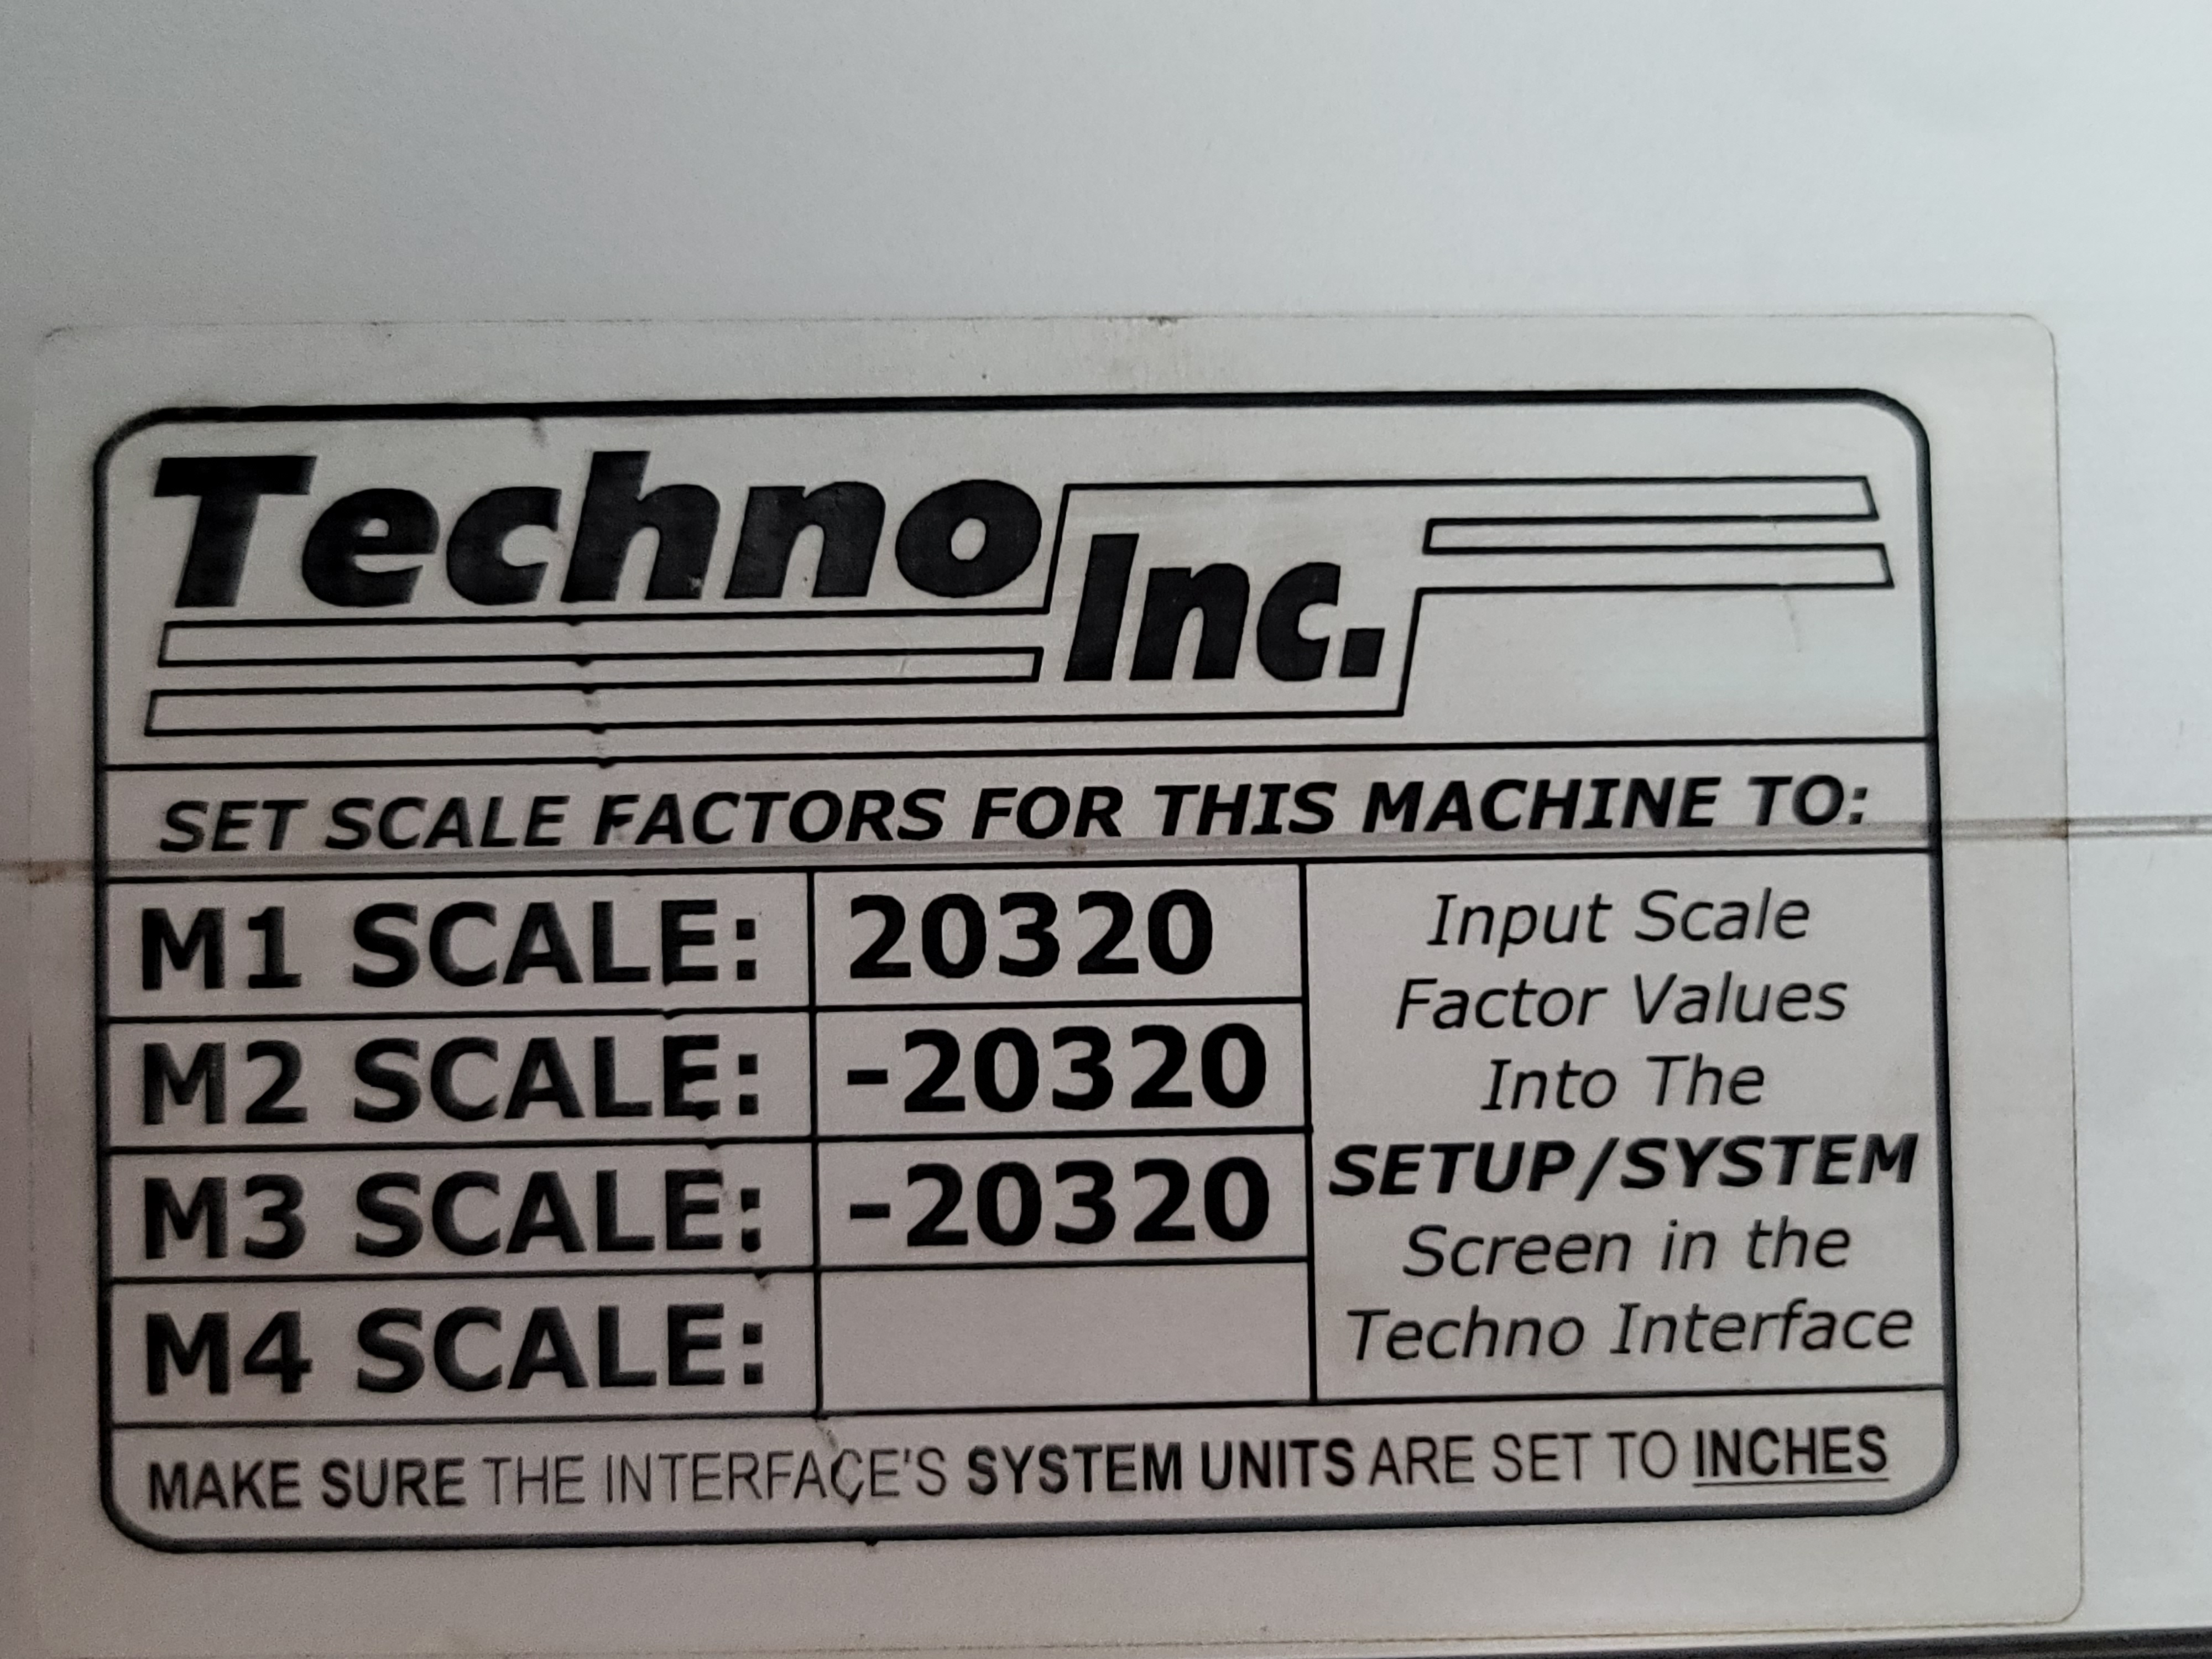 Techno
Inc.
SET SCALE FACTORS FOR THIS MACHINE TO:
M1 SCALE: 20320
M2 SCALE: -20320
M3 SCALE: -20320
M4 SCALE:
Input Scale
Factor Values
Into The
SETUP/SYSTEM
Screen in the
Techno Interface
MAKE SURE THE INTERFACE'S SYSTEM UNITS ARE SET TO INCHES